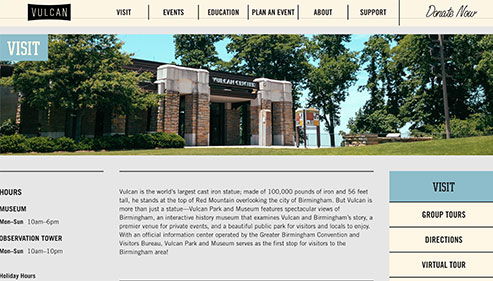 VULCAN
VISIT
EVENTS
EDUCATION
PLAN AN EVENT
ABOUT
SUPPORT
Donate Now
VISIT
VULCAN CENTER
HOURS
MUSEUM
Mon–Sun 10am–6pm
OBSERVATION TOWER
Mon–Sun 10am–10pm
Holiday Hours
Vulcan is the world's largest cast iron statue; made of 100,000 pounds of iron and 56 feet
tall, he stands at the top of Red Mountain overlooking the city of Birmingham. But Vulcan is
more than just a statue—Vulcan Park and Museum features spectacular views of
Birmingham, an interactive history museum that examines Vulcan and Birmingham's story, a
premier venue for private events, and a beautiful public park for visitors and locals to enjoy.
With an official information center operated by the Greater Birmingham Convention and
Visitors Bureau, Vulcan Park and Museum serves as the first stop for visitors to the
Birmingham area!
VISIT
GROUP TOURS
DIRECTIONS
VIRTUAL TOUR